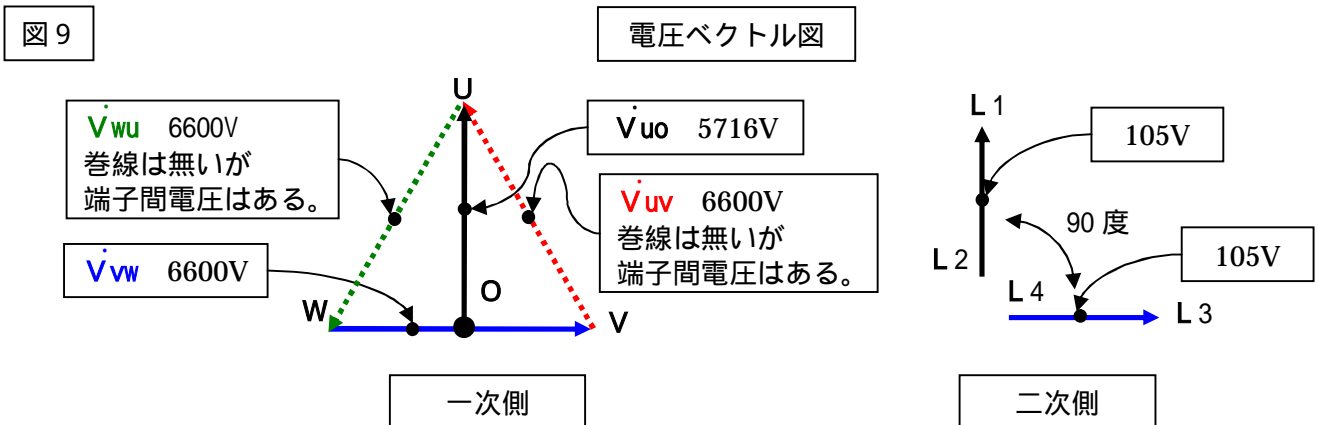 図9
電圧ベクトル図
U
V̇wu 6600V
巻線は無いが
端子間電圧はある。
V̇uo 5716V
V̇uv 6600V
巻線は無いが
端子間電圧はある。
V̇vw 6600V
W
O
V
一次側
L1
105V
90度
L2
105V
L4
L3
二次側